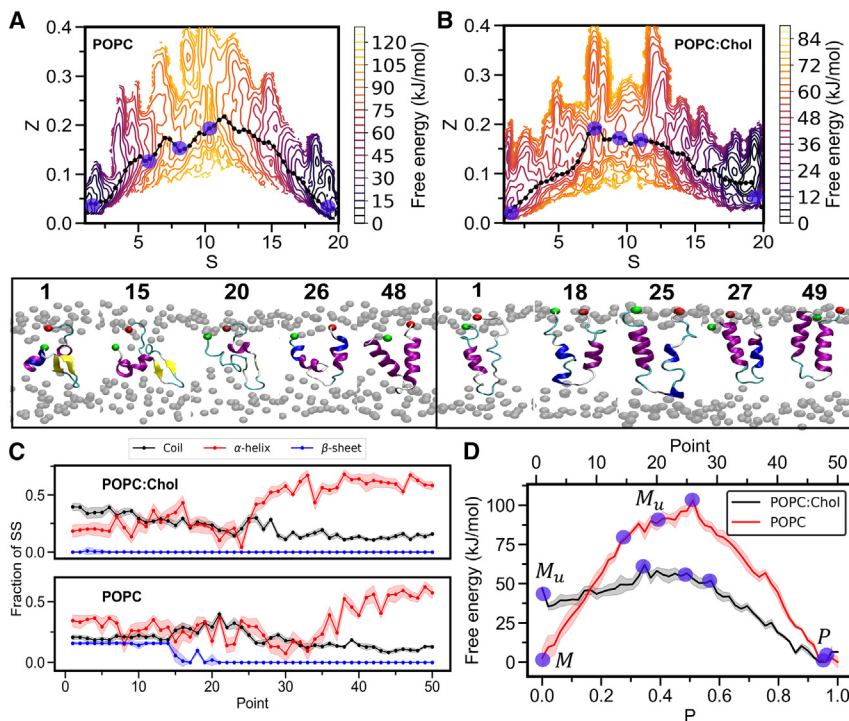 A
POPC
0.4
0.3
0.2
0.1
0.0
Z
5
10
15
20
S
120
105
90
75
60
45
30
15
0
Free energy (kJ/mol)
B
POPC:Chol
0.4
0.3
0.2
0.1
0.0
Z
5
10
15
20
S
84
72
60
48
36
24
12
0
Free energy (kJ/mol)
1 15 20 26 48
1 18 25 27 49
C
Coil α-helix β-sheet
POPC:Chol
0.5
0.0
POPC
0.5
0.0
Fraction of SS
0 10 20 30 40 50
Point
D
Point
0 10 20 30 40 50
POPC:Chol
POPC
100
75
50
25
0
Free energy (kJ/mol)
Mᵤ
Mᵤ
M
P
0.0 0.2 0.4 0.6 0.8 1.0
P